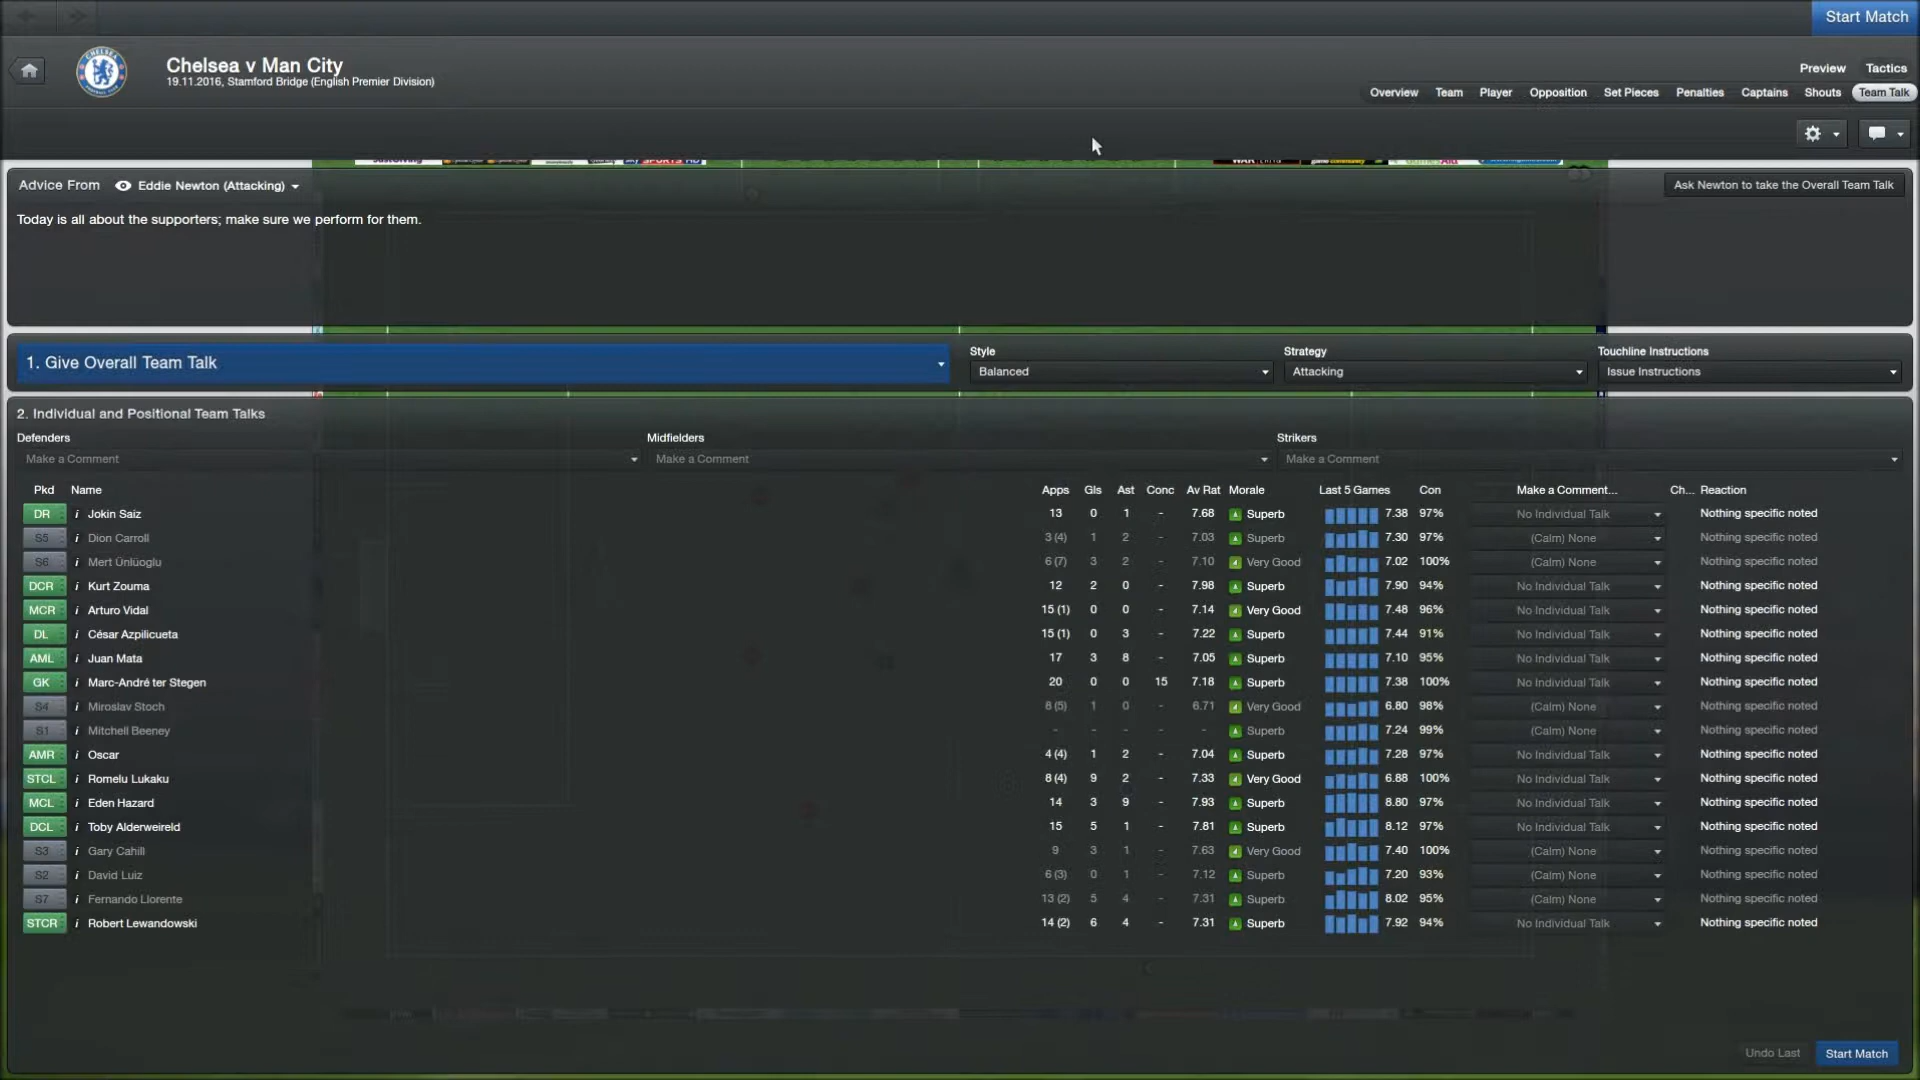 Start Match
Chelsea v Man City
19.11.2016, Stamford Bridge (English Premier Division)
Preview Tactics
Overview Team Player Opposition Set Pieces Penalties Captains Shouts Team Talk
Advice From Eddie Newton (Attacking) Ask Newton to take the Overall Team Talk
Today is all about the supporters; make sure we perform for them.
1. Give Overall Team Talk
Style Strategy Touchline Instructions
Balanced Attacking Issue Instructions
2. Individual and Positional Team Talks
Defenders Midfielders Strikers
Make a Comment Make a Comment Make a Comment
Pkd Name Apps Gls Ast Conc Av Rat Morale Last 5 Games Con Make a Comment... Ch... Reaction
DR i Jokin Saiz 13 0 1 - 7.68 Superb 7.38 97% No Individual Talk Nothing specific noted
S5 i Dion Carroll 3 (4) 1 2 - 7.03 Superb 7.30 97% (Calm) None Nothing specific noted
S6 i Mert Ünlüoglu 6 (7) 3 2 - 7.10 Very Good 7.02 100% (Calm) None Nothing specific noted
DCR i Kurt Zouma 12 2 0 - 7.98 Superb 7.90 94% No Individual Talk Nothing specific noted
MCR i Arturo Vidal 15 (1) 0 0 - 7.14 Very Good 7.48 96% No Individual Talk Nothing specific noted
DL i César Azpilicueta 15 (1) 0 3 - 7.22 Superb 7.44 91% No Individual Talk Nothing specific noted
AML i Juan Mata 17 3 8 - 7.05 Superb 7.10 95% No Individual Talk Nothing specific noted
GK i Marc-André ter Stegen 20 0 0 15 7.18 Superb 7.38 100% No Individual Talk Nothing specific noted
S4 i Miroslav Stoch 8 (5) 1 0 - 6.71 Very Good 6.80 98% (Calm) None Nothing specific noted
S1 i Mitchell Beeney - - - - - Superb 7.24 99% (Calm) None Nothing specific noted
AMR i Oscar 4 (4) 1 2 - 7.04 Superb 7.28 97% No Individual Talk Nothing specific noted
STCL i Romelu Lukaku 8 (4) 9 2 - 7.33 Very Good 6.88 100% No Individual Talk Nothing specific noted
MCL i Eden Hazard 14 3 9 - 7.93 Superb 8.80 97% No Individual Talk Nothing specific noted
DCL i Toby Alderweireld 15 5 1 - 7.81 Superb 8.12 97% No Individual Talk Nothing specific noted
S3 i Gary Cahill 9 3 1 - 7.63 Very Good 7.40 100% (Calm) None Nothing specific noted
S2 i David Luiz 6 (3) 0 1 - 7.12 Superb 7.20 93% (Calm) None Nothing specific noted
S7 i Fernando Llorente 13 (2) 5 4 - 7.31 Superb 8.02 95% (Calm) None Nothing specific noted
STCR i Robert Lewandowski 14 (2) 6 4 - 7.31 Superb 7.92 94% No Individual Talk Nothing specific noted
Undo Last Start Match